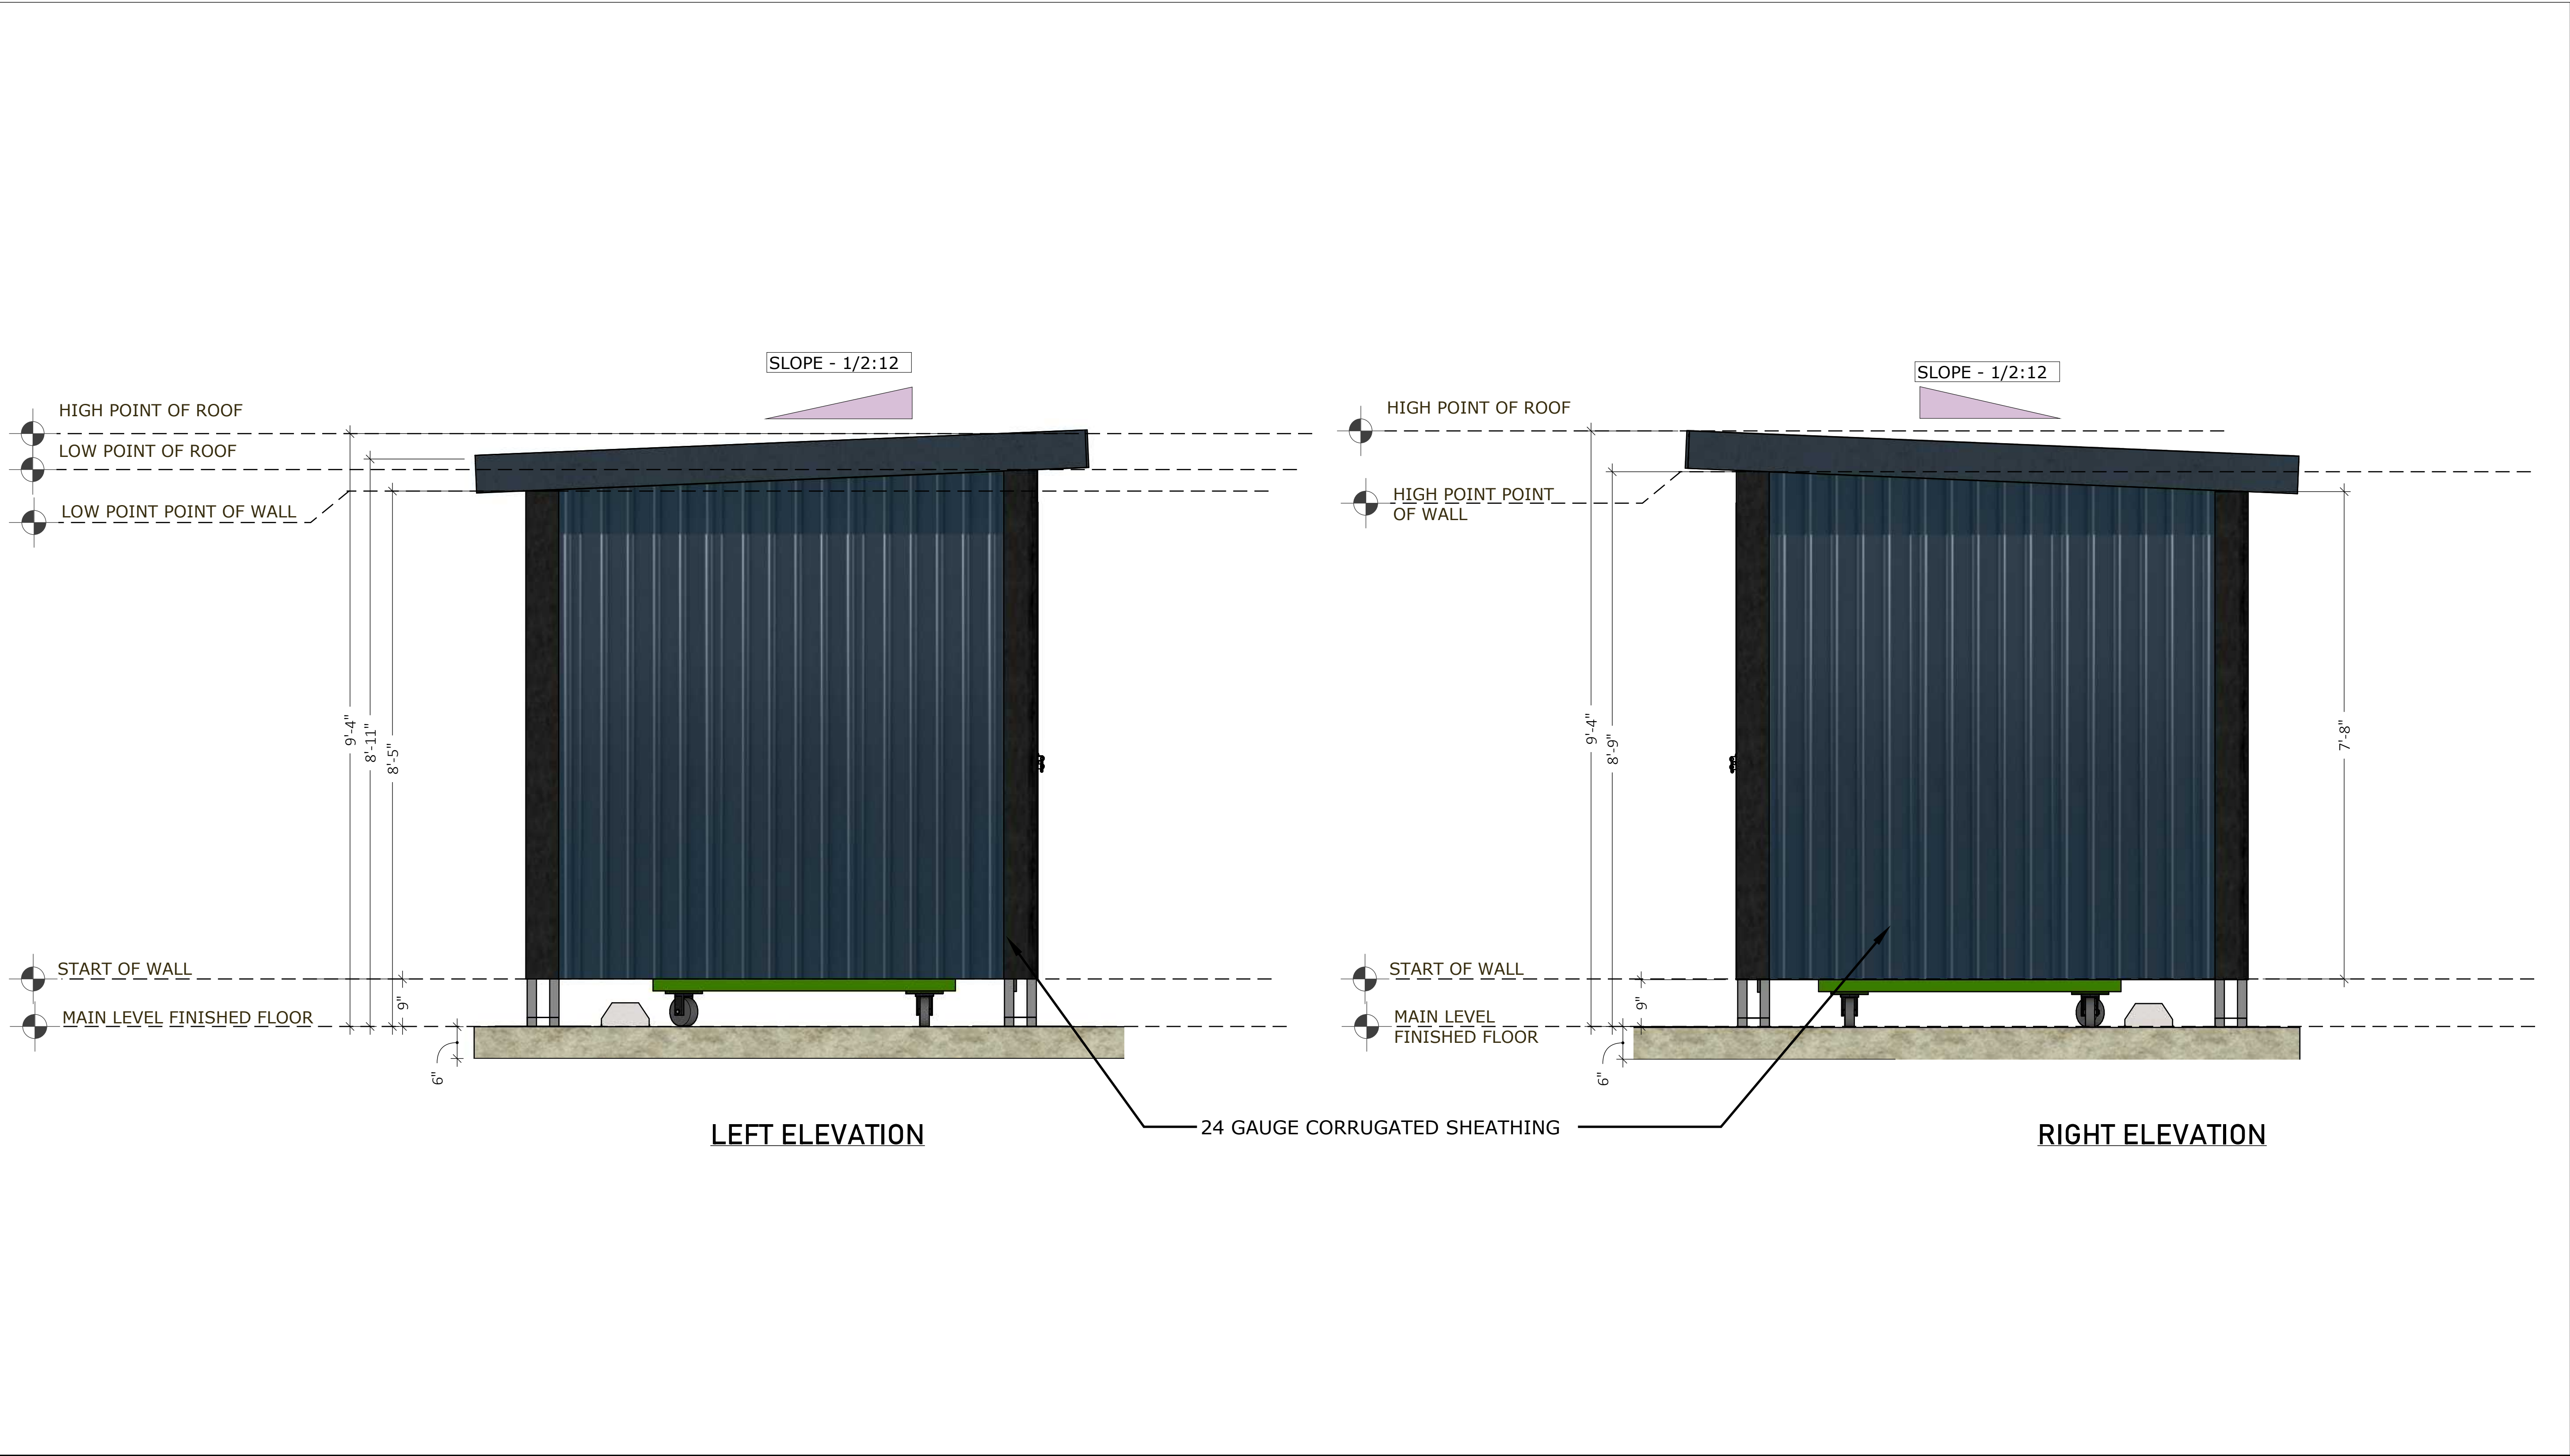 SLOPE - 1/2:12
HIGH POINT OF ROOF
LOW POINT OF ROOF
LOW POINT POINT OF WALL
9'-4"
8'-11"
8'-5"
START OF WALL
9"
MAIN LEVEL FINISHED FLOOR
6"
LEFT ELEVATION
24 GAUGE CORRUGATED SHEATHING
SLOPE - 1/2:12
HIGH POINT OF ROOF
HIGH POINT POINT
OF WALL
9'-4"
8'-9"
7'-8"
START OF WALL
9"
MAIN LEVEL
FINISHED FLOOR
6"
RIGHT ELEVATION